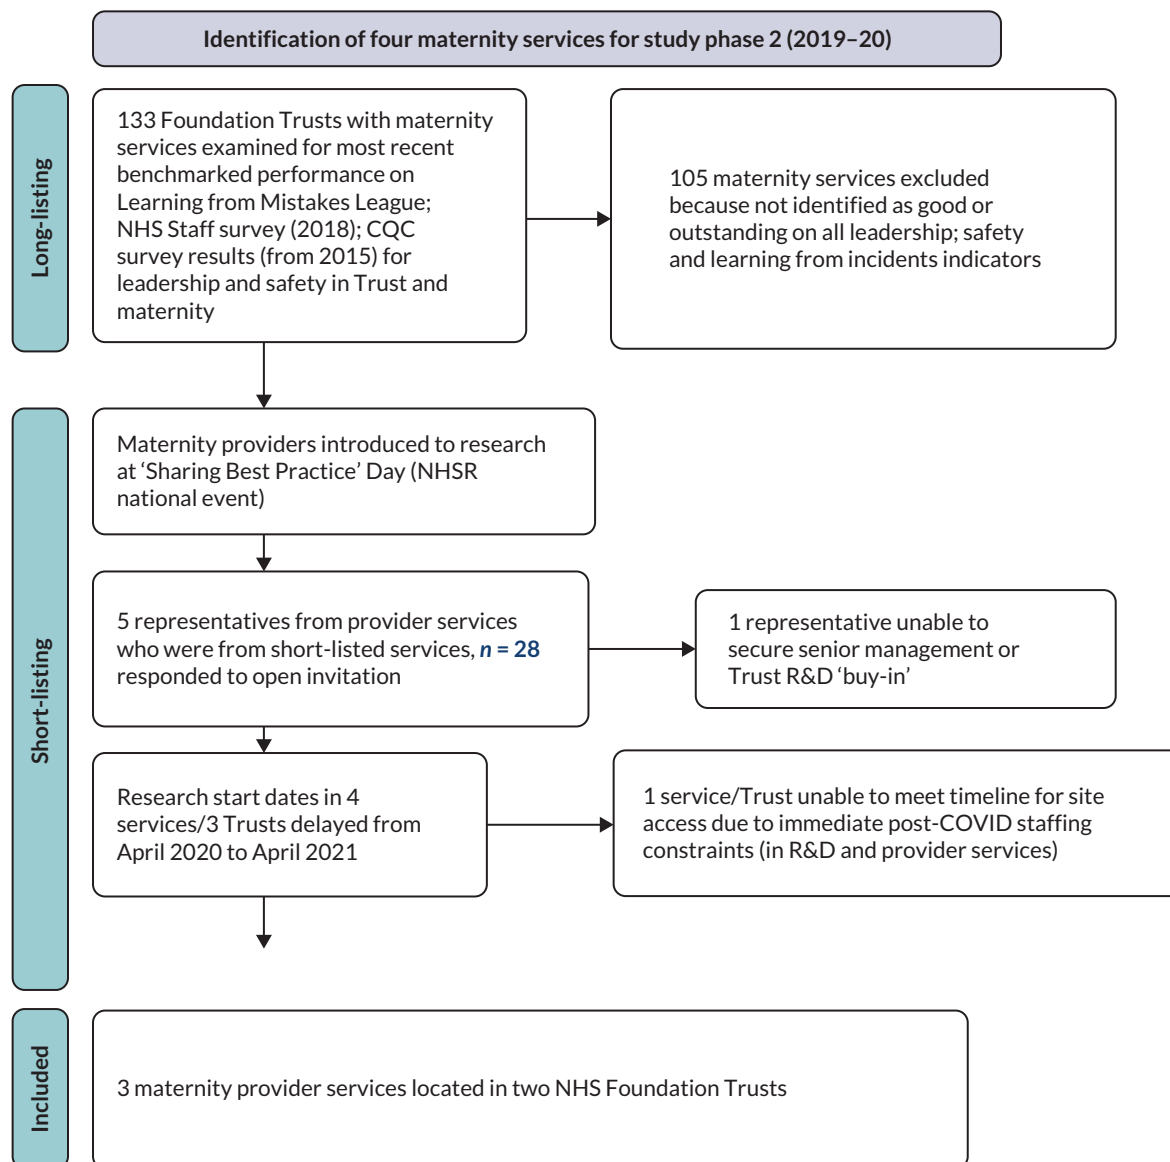 Identification of four maternity services for study phase 2 (2019–20)
Long-listing
133 Foundation Trusts with maternity
services examined for most recent
benchmarked performance on
Learning from Mistakes League;
NHS Staff survey (2018); CQC
survey results (from 2015) for
leadership and safety in Trust and
maternity
105 maternity services excluded
because not identified as good or
outstanding on all leadership; safety
and learning from incidents indicators
Short-listing
Maternity providers introduced to research
at ‘Sharing Best Practice’ Day (NHSR
national event)
5 representatives from provider services
who were from short-listed services, n = 28
responded to open invitation
1 representative unable to
secure senior management or
Trust R&D ‘buy-in’
Research start dates in 4
services/3 Trusts delayed from
April 2020 to April 2021
1 service/Trust unable to meet timeline for site
access due to immediate post-COVID staffing
constraints (in R&D and provider services)
Included
3 maternity provider services located in two NHS Foundation Trusts